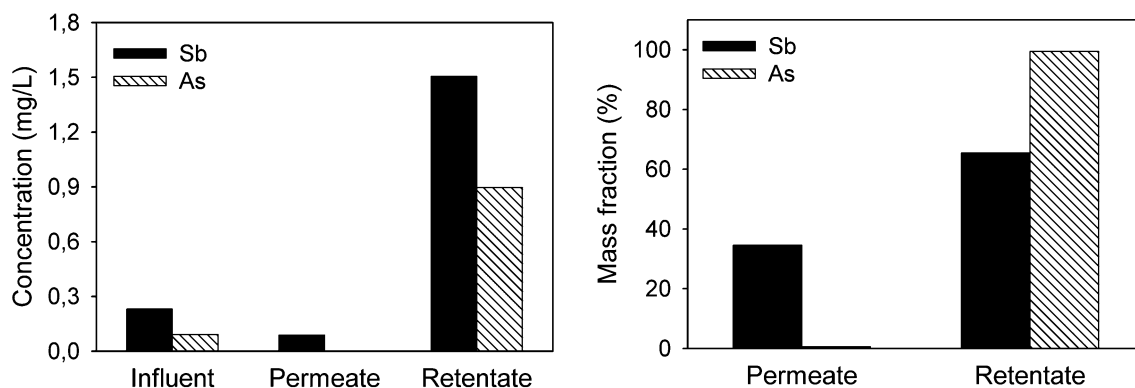 Concentration (mg/L)
1,8
1,5
1,2
0,9
0,6
0,3
0,0
Sb
As
Influent Permeate Retentate
Mass fraction (%)
100
80
60
40
20
0
Sb
As
Permeate Retentate